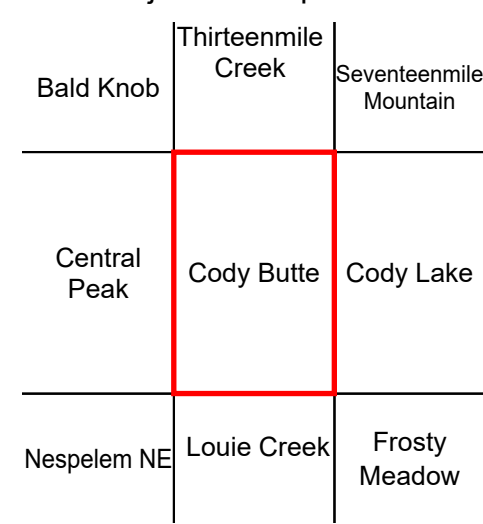 Thirteenmile
Creek
Bald Knob
Seventeenmile
Mountain
Central
Peak
Cody Butte
Cody Lake
Nespelem NE
Louie Creek
Frosty
Meadow